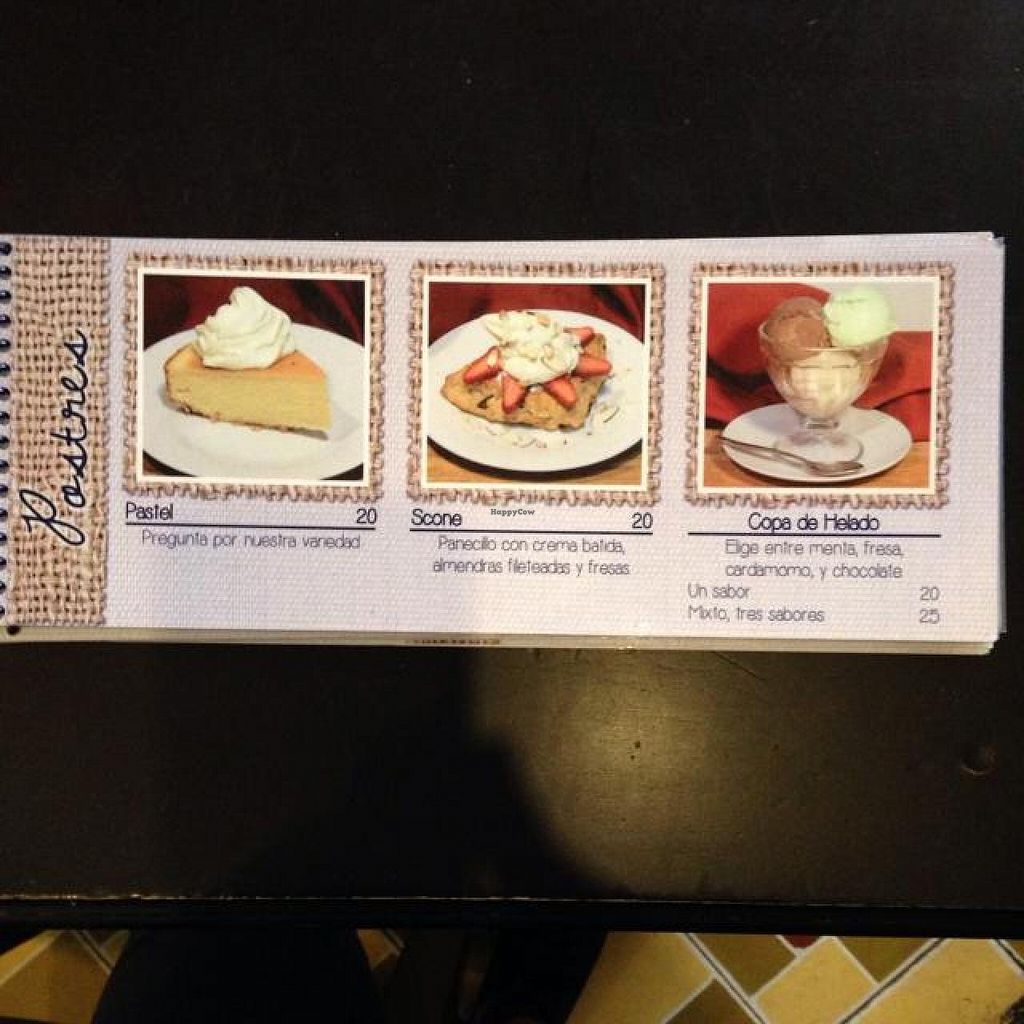 Postres
Pastel 20
Pregunta por nuestra variedad
HappyCow
Scone 20
Panecillo con crema batida,
almendras fileteadas y fresas
Copa de Helado
Elige entre menta, fresa,
cardamomo, y chocolate
Un sabor 20
Mixto, tres sabores 25